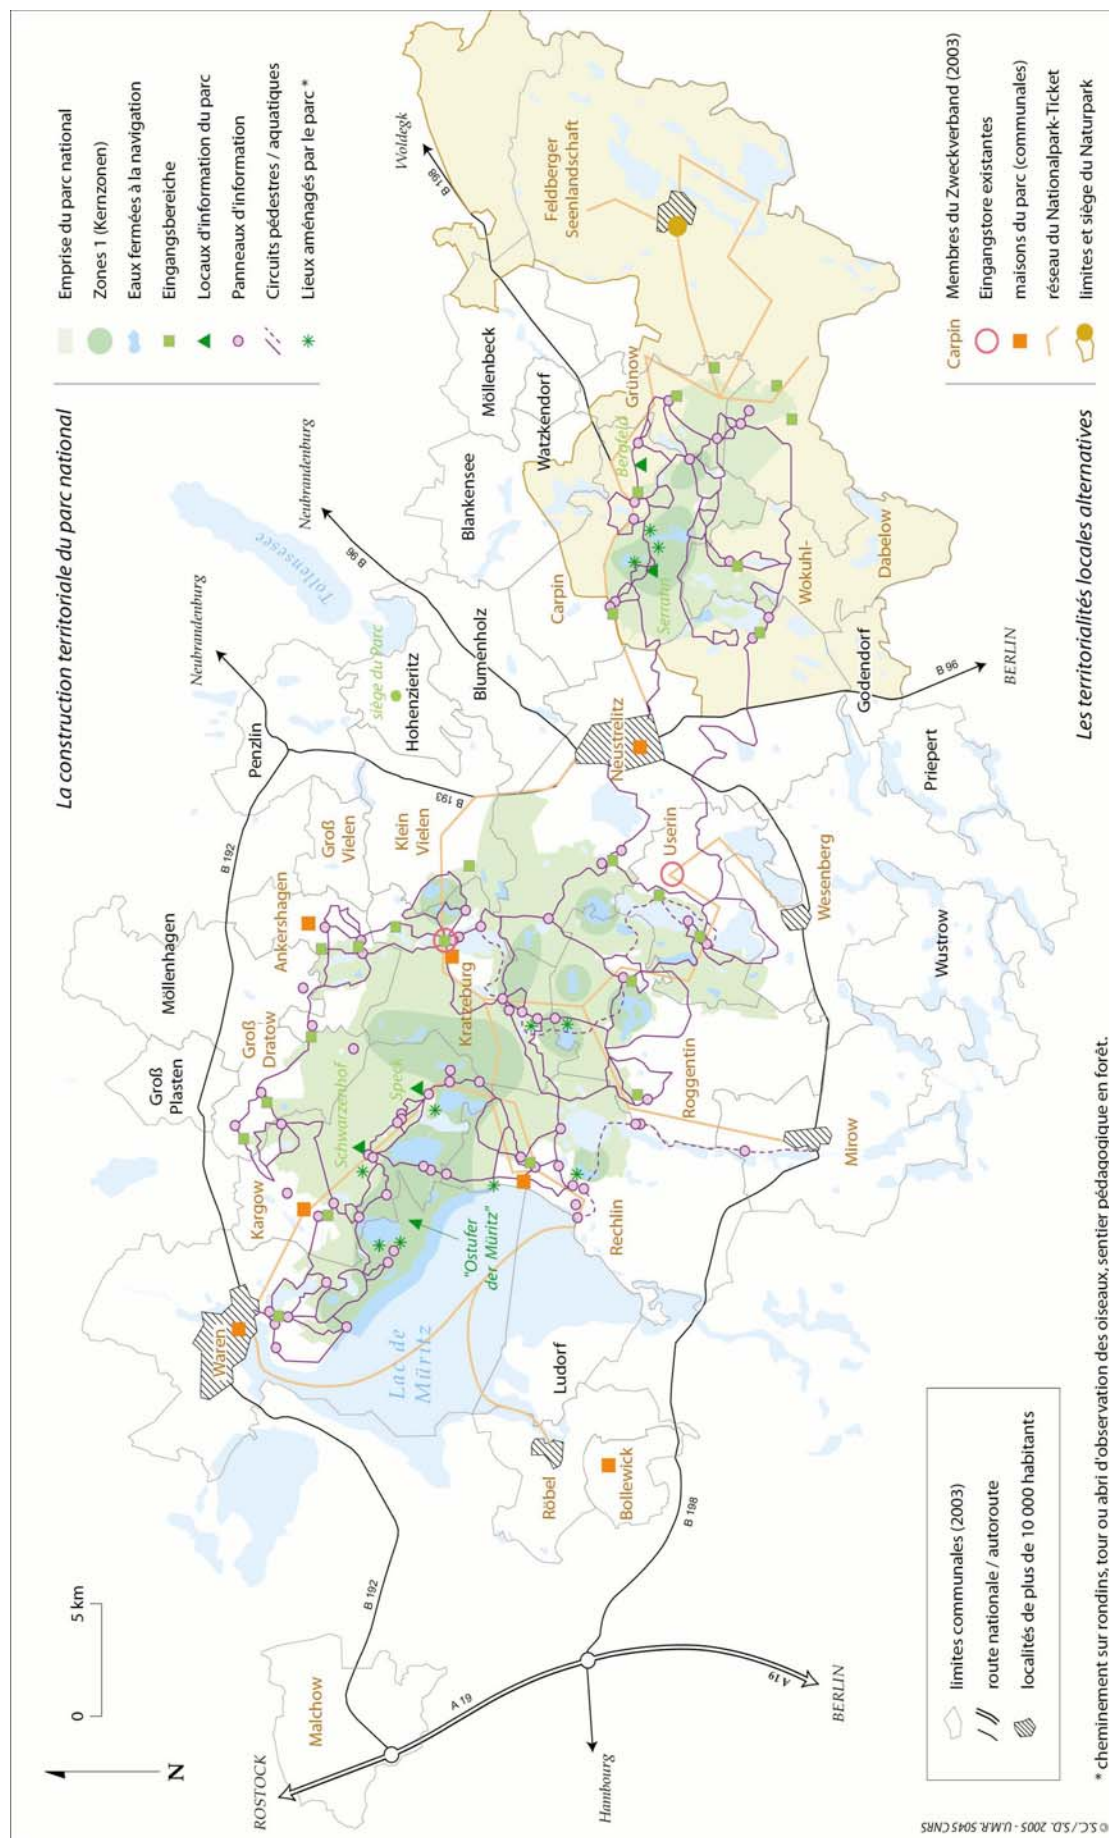 La construction territoriale du parc national
Emprise du parc national
Zones 1 (Kernzonen)
Eaux fermées à la navigation
Eingangsbereiche
Locaux d'information du parc
Panneaux d'information
Circuits pédestres / aquatiques
Lieux aménagés par le parc *
N
0
5 km
ROSTOCK
Malchow
A 19
B 192
Hambourg
A 19
BERLIN
B 198
Röbel
Bollewick
Ludorf
Waren
Lac de
Müritz
"Ostufer
der Müritz"
Kargow
Schwarzenhof
Speck
Rechlin
Groß
Plasten
Möllenhagen
B 192
Groß
Dratow
Ankershagen
Groß
Vielen
Klein
Vielen
Kratzeburg
Roggentin
Mirow
Penzlin
Neubrandenburg
B 193
siège du Parc
Hohenzieritz
Tollensesee
Neubrandenburg
B 96
Blumenholz
Neustrelitz
Userin
Wesenberg
Wustrow
Priepert
Godendorf
B 96
BERLIN
Blankensee
Möllenbeck
Watzkendorf
Carpin
Bergfeld
Grünow
Serrahn
Wokuhl-
Dabelow
Woldegk
B 198
Feldberger
Seenlandschaft
limites communales (2003)
route nationale / autoroute
localités de plus de 10 000 habitants
Les territorialités locales alternatives
Carpin
Membres du Zweckverband (2003)
Eingangstore existantes
maisons du parc (communales)
réseau du Nationalpark-Ticket
limites et siège du Naturpark
* cheminement sur rondins, tour ou abri d'observation des oiseaux, sentier pédagogique en forêt.
© S.C./S.D. 2005 - U.M.R. 5045 CNRS